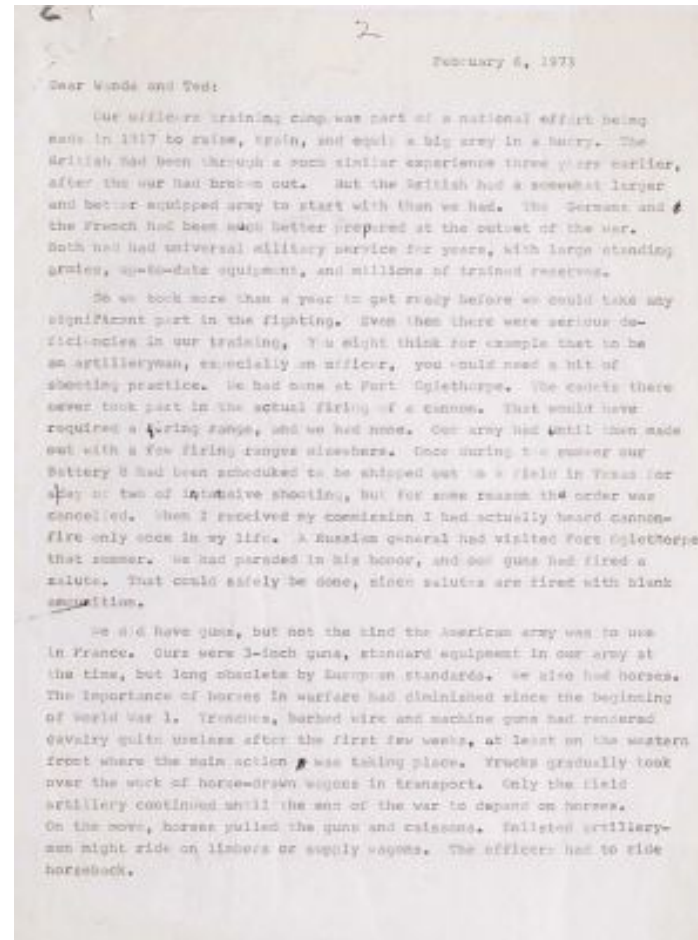 2
February 6, 1973
Dear Wanda and Ted:
Our officers training camp was part of a national effort being
made in 1917 to raise, train, and equip a big army in a hurry. The
British had been through a much similar experience three years earlier,
after the war had broken out. But the British had a somewhat larger
and better equipped army to start with than we had. The Germans and
the French had been much better prepared at the outset of the war.
Both had had universal military service for years, with large standing
armies, up-to-date equipment, and millions of trained reserves.
So we took more than a year to get ready before we could take any
significant part in the fighting. Even then there were serious de-
ficiencies in our training. You might think for example that to be
an artilleryman, especially an officer, you would need a bit of
shooting practice. We had none at Fort Oglethorpe. The cadets there
never took part in the actual firing of a cannon. That would have
required a firing range, and we had none. Our army had until then made
out with a few firing ranges elsewhere. Once during the summer our
Battery 8 had been scheduked to be shipped out to a field in Texas for
a day or two of intensive shooting, but for some reason the order was
cancelled. When I received my commission I had actually heard cannon-
fire only once in my life. A Russian general had visited Fort Oglethorpe
that summer. We had paraded in his honor, and our guns had fired a
salute. That could safely be done, since salutes are fired with blank
ammunition.
We did have guns, but not the kind the American army was to use
in France. Ours were 3-inch guns, standard equipment in our army at
the time, but long obsolete by European standards. We also had horses.
The importance of horses in warfare had diminished since the beginning
of World War 1. Trenches, barbed wire and machine guns had rendered
cavalry quite useless after the first few weeks, at least on the western
front where the main action was taking place. Trucks gradually took
over the work of horse-drawn wagons in transport. Only the field
artillery continued until the end of the war to depend on horses.
On the move, horses pulled the guns and caissons. Enlisted artillery-
men might ride on limbers or supply wagons. The officers had to ride
horseback.